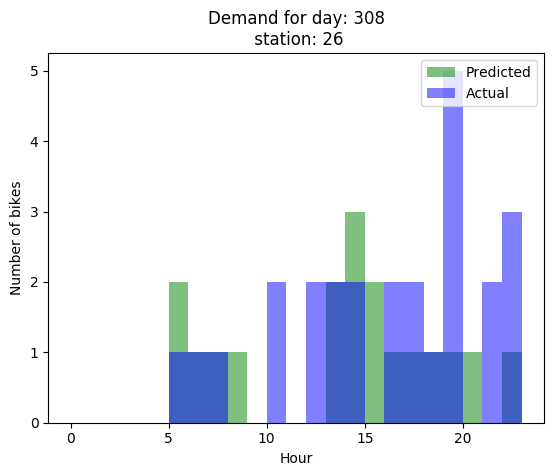 Demand for day: 308
station: 26
Predicted
Actual
Number of bikes
5
4
3
2
1
0
0 5 10 15 20
Hour